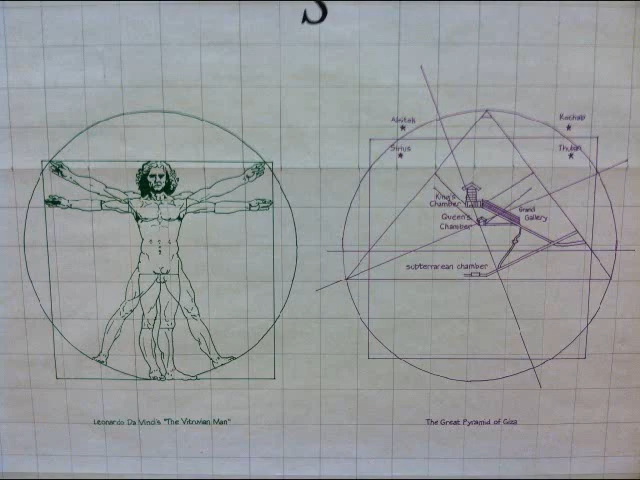 S
Alnitak
Kochab
Sirius
Thuban
King's
Chamber
Grand
Gallery
Queen's
Chamber
subterranean chamber
Leonardo Da Vinci's "The Vitruvian Man"
The Great Pyramid of Giza